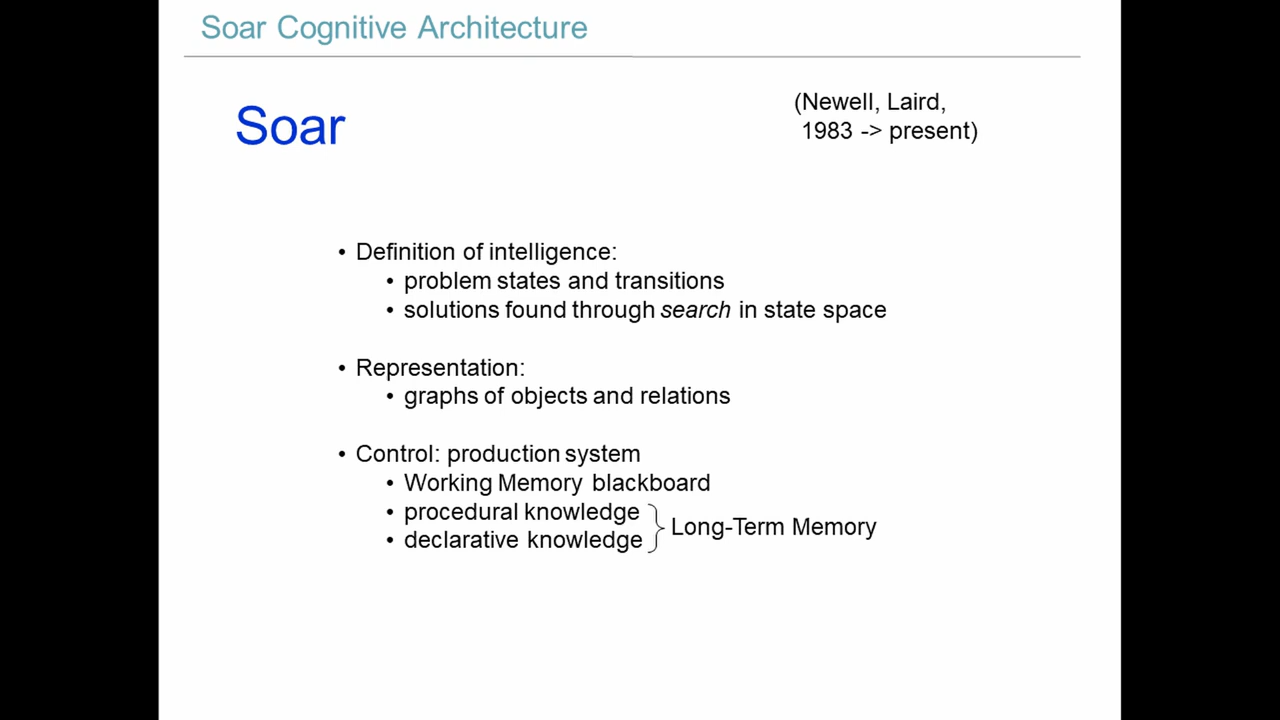 Soar Cognitive Architecture
Soar
(Newell, Laird,
1983 -> present)
• Definition of intelligence:
• problem states and transitions
• solutions found through search in state space
• Representation:
• graphs of objects and relations
• Control: production system
• Working Memory blackboard
• procedural knowledge
• declarative knowledge
Long-Term Memory